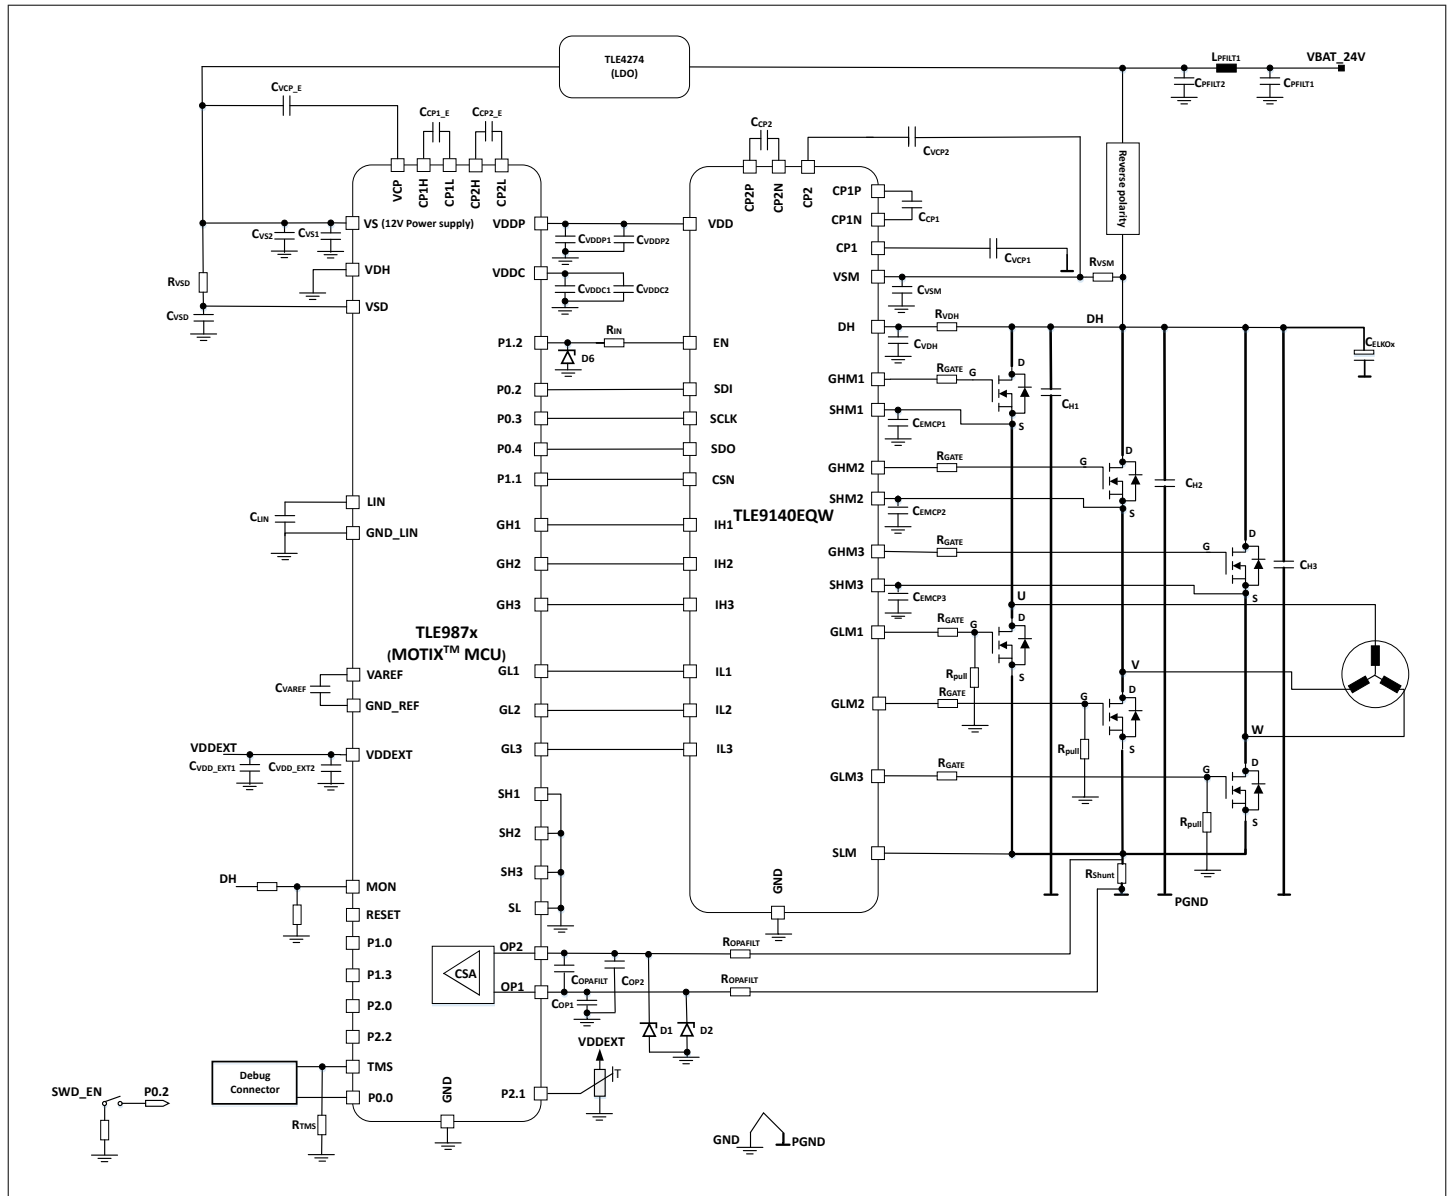 TLE4274
(LDO)
LPFILT1
VBAT_24V
CPFILT2
CPFILT1
CVCP_E
CCP1_E
CCP2_E
CCP2
CVCP2
Reverse polarity
VCP
CP1H
CP1L
CP2H
CP2L
CP2P
CP2N
CP2
CP1P
CP1N
CCP1
VS (12V Power supply)
CVS2
CVS1
VDDP
CVDDP1
CVDDP2
VDD
CP1
CVCP1
RVSM
VDH
VDDC
CVDDC1
CVDDC2
VSM
CVSM
RVSD
VSD
CVSD
RVDH
DH
DH
CVDH
CELKOx
P1.2
RIN
D6
EN
P0.2
SDI
P0.3
SCLK
P0.4
SDO
P1.1
CSN
GHM1
RGATE
G
D
S
CH1
SHM1
CEMCP1
GHM2
RGATE
G
D
S
CH2
SHM2
CEMCP2
TLE9140EQW
LIN
CLIN
GND_LIN
GH1
IH1
GH2
IH2
GH3
IH3
GHM3
RGATE
G
D
S
CH3
SHM3
CEMCP3
U
TLE987x
(MOTIX™ MCU)
GLM1
RGATE
G
D
S
Rpull
VAREF
CVAREF
GND_REF
GL1
IL1
GL2
IL2
GL3
IL3
V
GLM2
RGATE
G
D
S
Rpull
W
VDDEXT
CVDD_EXT1
CVDD_EXT2
VDDEXT
GLM3
RGATE
G
D
S
Rpull
SH1
SH2
SH3
SL
SLM
RShunt
PGND
GND
DH
MON
RESET
P1.0
P1.3
P2.0
P2.2
TMS
P0.0
CSA
OP2
OP1
COPAFILT
COP2
COP1
ROPAFILT
ROPAFILT
D1
D2
VDDEXT
T
P2.1
Debug
Connector
RTMS
GND
SWD_EN
P0.2
GND
PGND